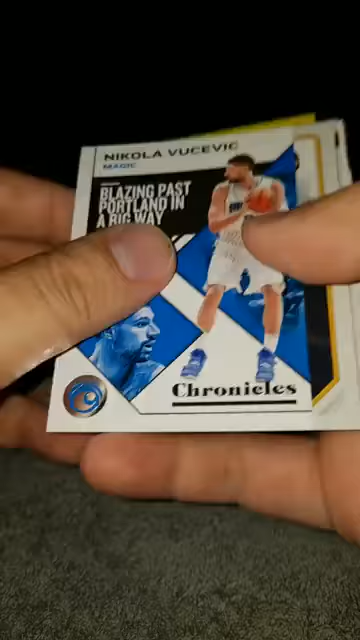 NIKOLA VUCEVIC
MAGIC
BLAZING PAST
PORTLAND IN
A BIG WAY
Chronicles